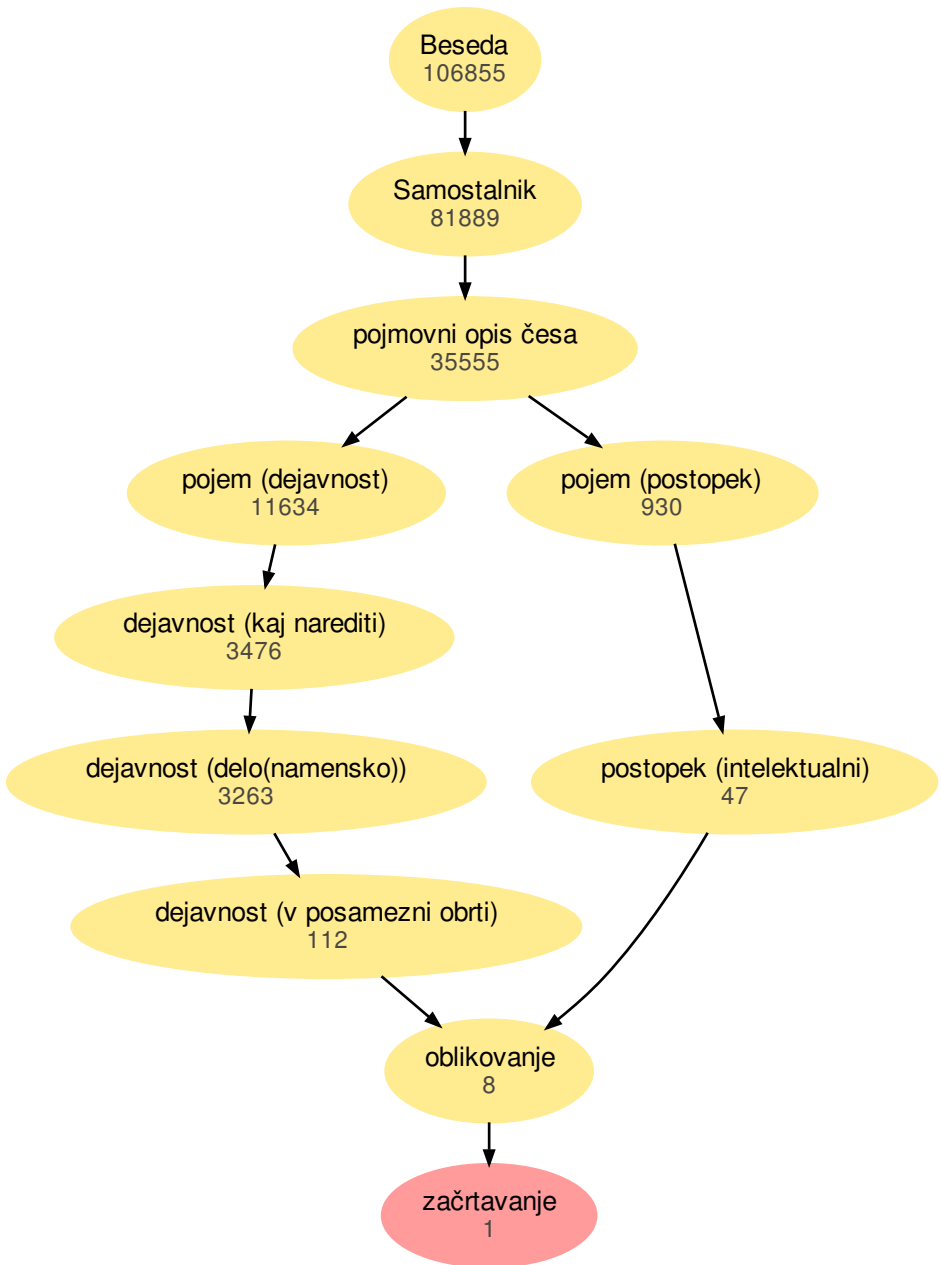 Beseda
106855
Samostalnik
81889
pojmovni opis česa
35555
pojem (dejavnost)
11634
pojem (postopek)
930
dejavnost (kaj narediti)
3476
dejavnost (delo(namensko))
3263
postopek (intelektualni)
47
dejavnost (v posamezni obrti)
112
oblikovanje
8
začrtavanje
1